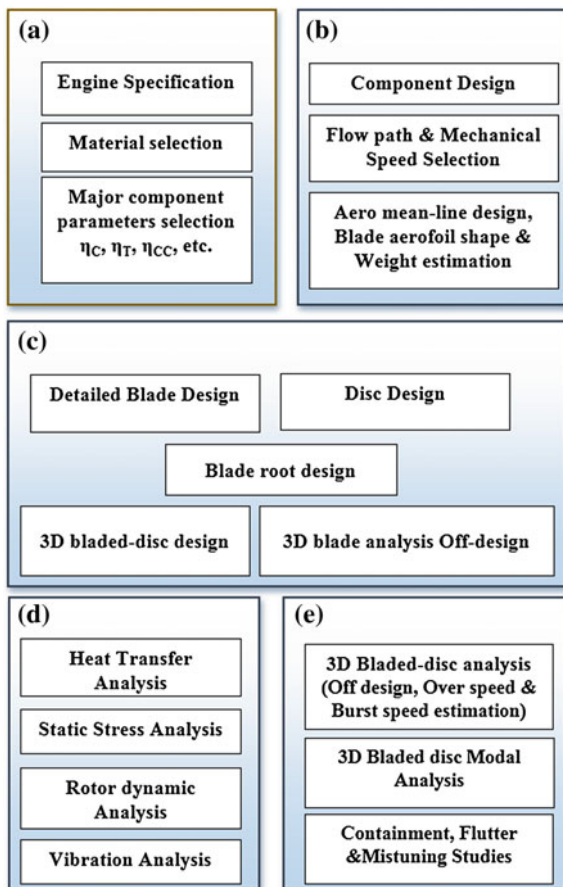 (a)
Engine Specification
Material selection
Major component
parameters selection
ηC, ηT, ηCC, etc.
(b)
Component Design
Flow path & Mechanical
Speed Selection
Aero mean-line design,
Blade aerofoil shape &
Weight estimation
(c)
Detailed Blade Design
Disc Design
Blade root design
3D bladed-disc design
3D blade analysis Off-design
(d)
Heat Transfer
Analysis
Static Stress Analysis
Rotor dynamic
Analysis
Vibration Analysis
(e)
3D Bladed-disc analysis
(Off design, Over speed &
Burst speed estimation)
3D Bladed disc Modal
Analysis
Containment, Flutter
&Mistuning Studies